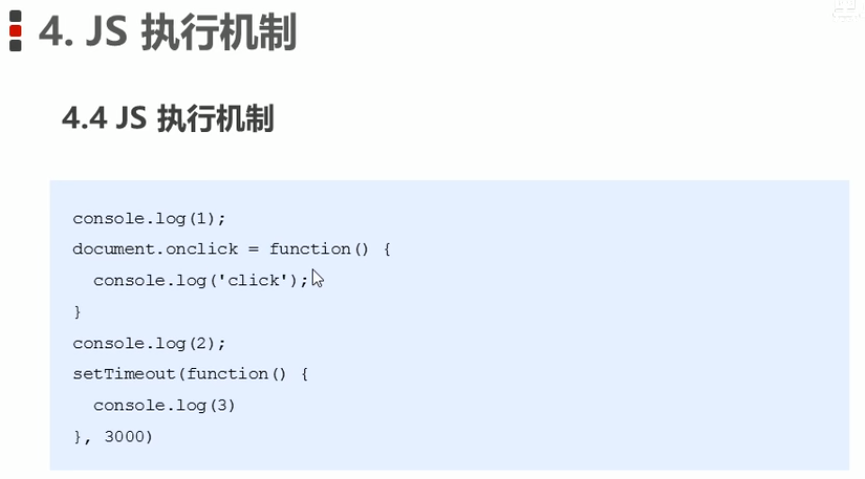 4. JS 执行机制
4.4 JS 执行机制
console.log(1);
document.onclick = function() {
  console.log('click');
}
console.log(2);
setTimeout(function() {
  console.log(3)
}, 3000)